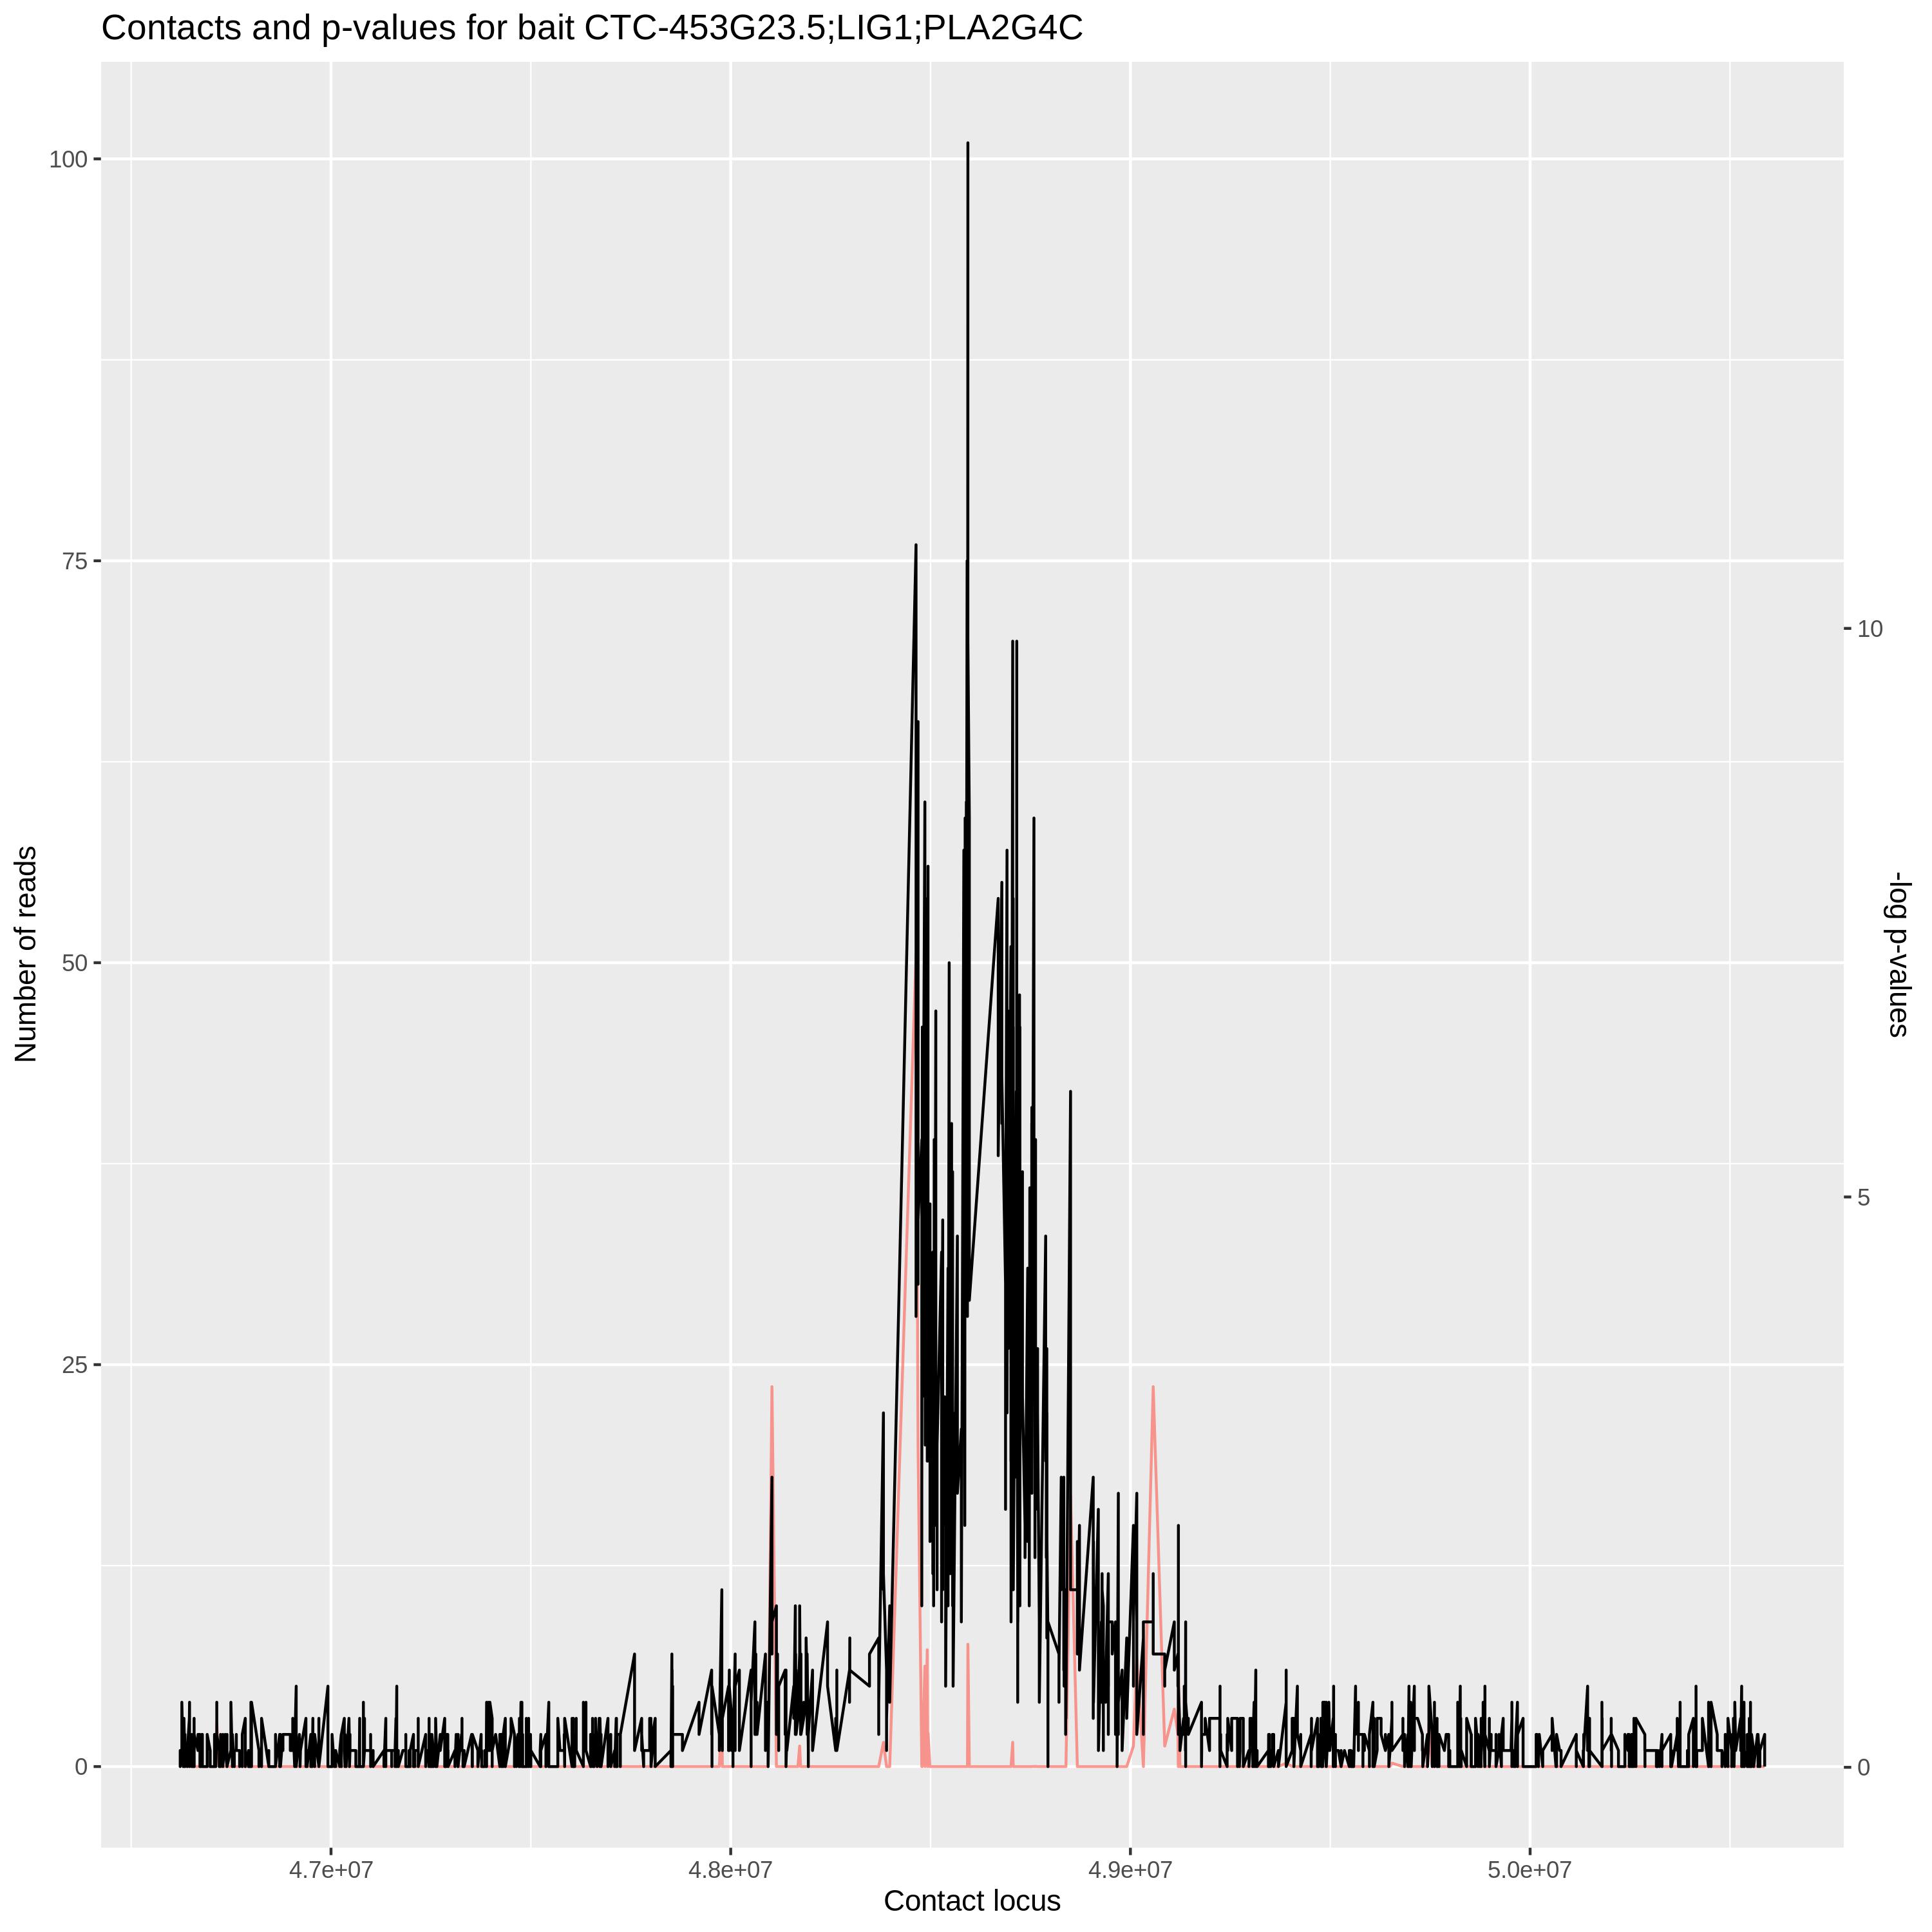 Contacts and p-values for bait CTC-453G23.5;LIG1;PLA2G4C
100
75
50
25
0
Number of reads
10
5
0
-log p-values
4.7e+07 4.8e+07 4.9e+07 5.0e+07
Contact locus